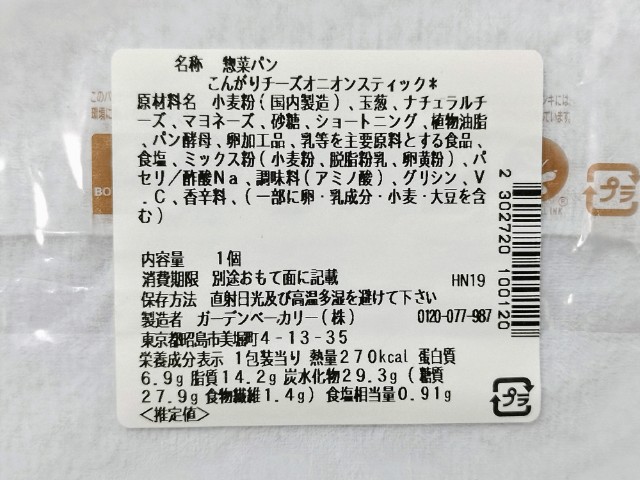 名称 惣菜パン
こんがりチーズオニオンスティック*
原材料名 小麦粉(国内製造)、玉葱、ナチュラルチ
ーズ、マヨネーズ、砂糖、ショートニング、植物油脂
、パン酵母、卵加工品、乳等を主要原料とする食品、
食塩、ミックス粉(小麦粉、脱脂粉乳、卵黄粉)、パ
セリ/酢酸Na、調味料(アミノ酸)、グリシン、V
.C、香辛料、(一部に卵・乳成分・小麦・大豆を含
む)
内容量 1個
消費期限 別途おもて面に記載 HN19
保存方法 直射日光及び高温多湿を避けて下さい
製造者 ガーデンベーカリー(株) 0120-077-987
東京都昭島市美堀町4-13-35
栄養成分表示 1包装当り 熱量270kcal 蛋白質
6.9g 脂質14.2g 炭水化物29.3g(糖質
27.9g 食物繊維1.4g) 食塩相当量0.91g
<推定値>
2 302720 100120
プラ
プラ